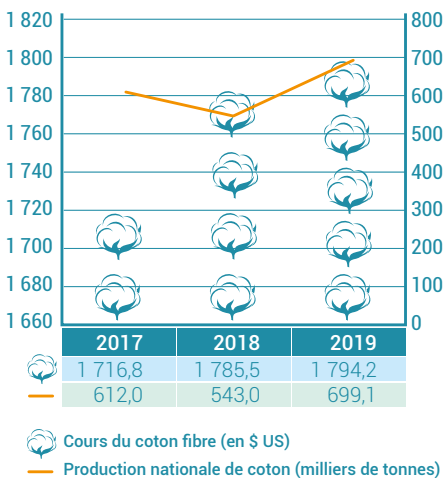 1 820 800
1 800 700
1 780 600
1 760 500
1 740 400
1 720 300
1 700 200
1 680 100
1 660 0
2017 2018 2019
1 716,8 1 785,5 1 794,2
612,0 543,0 699,1
Cours du coton fibre (en $ US)
Production nationale de coton (milliers de tonnes)